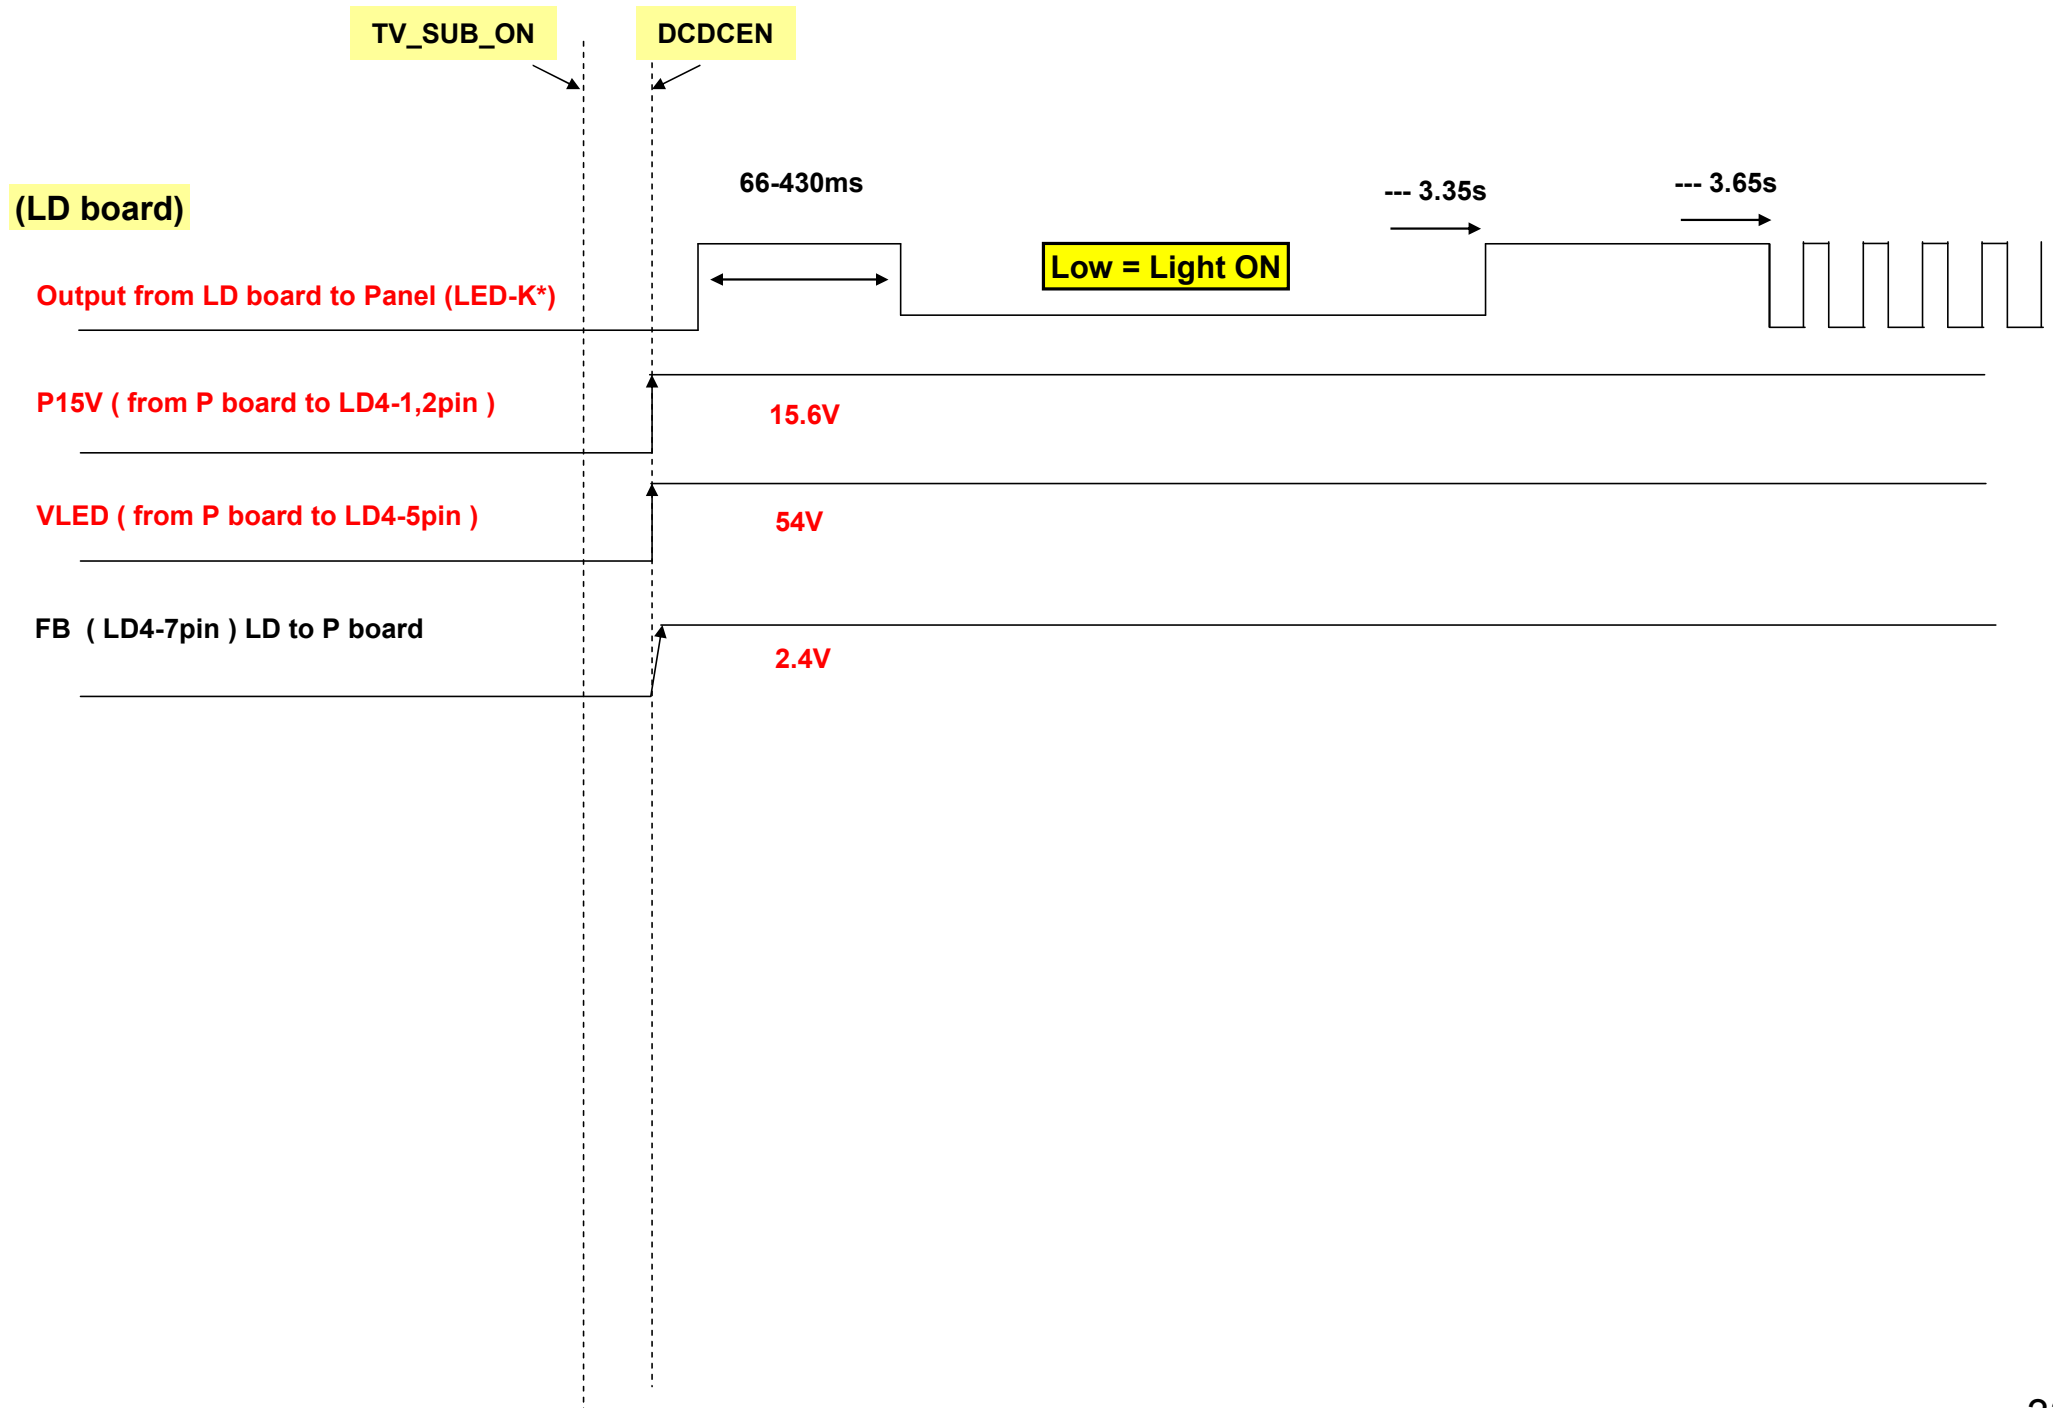 TV_SUB_ON
DCDCEN
66-430ms
--- 3.35s
--- 3.65s
(LD board)
Low = Light ON
Output from LD board to Panel (LED-K*)
P15V ( from P board to LD4-1,2pin )
15.6V
VLED ( from P board to LD4-5pin )
54V
FB ( LD4-7pin ) LD to P board
2.4V